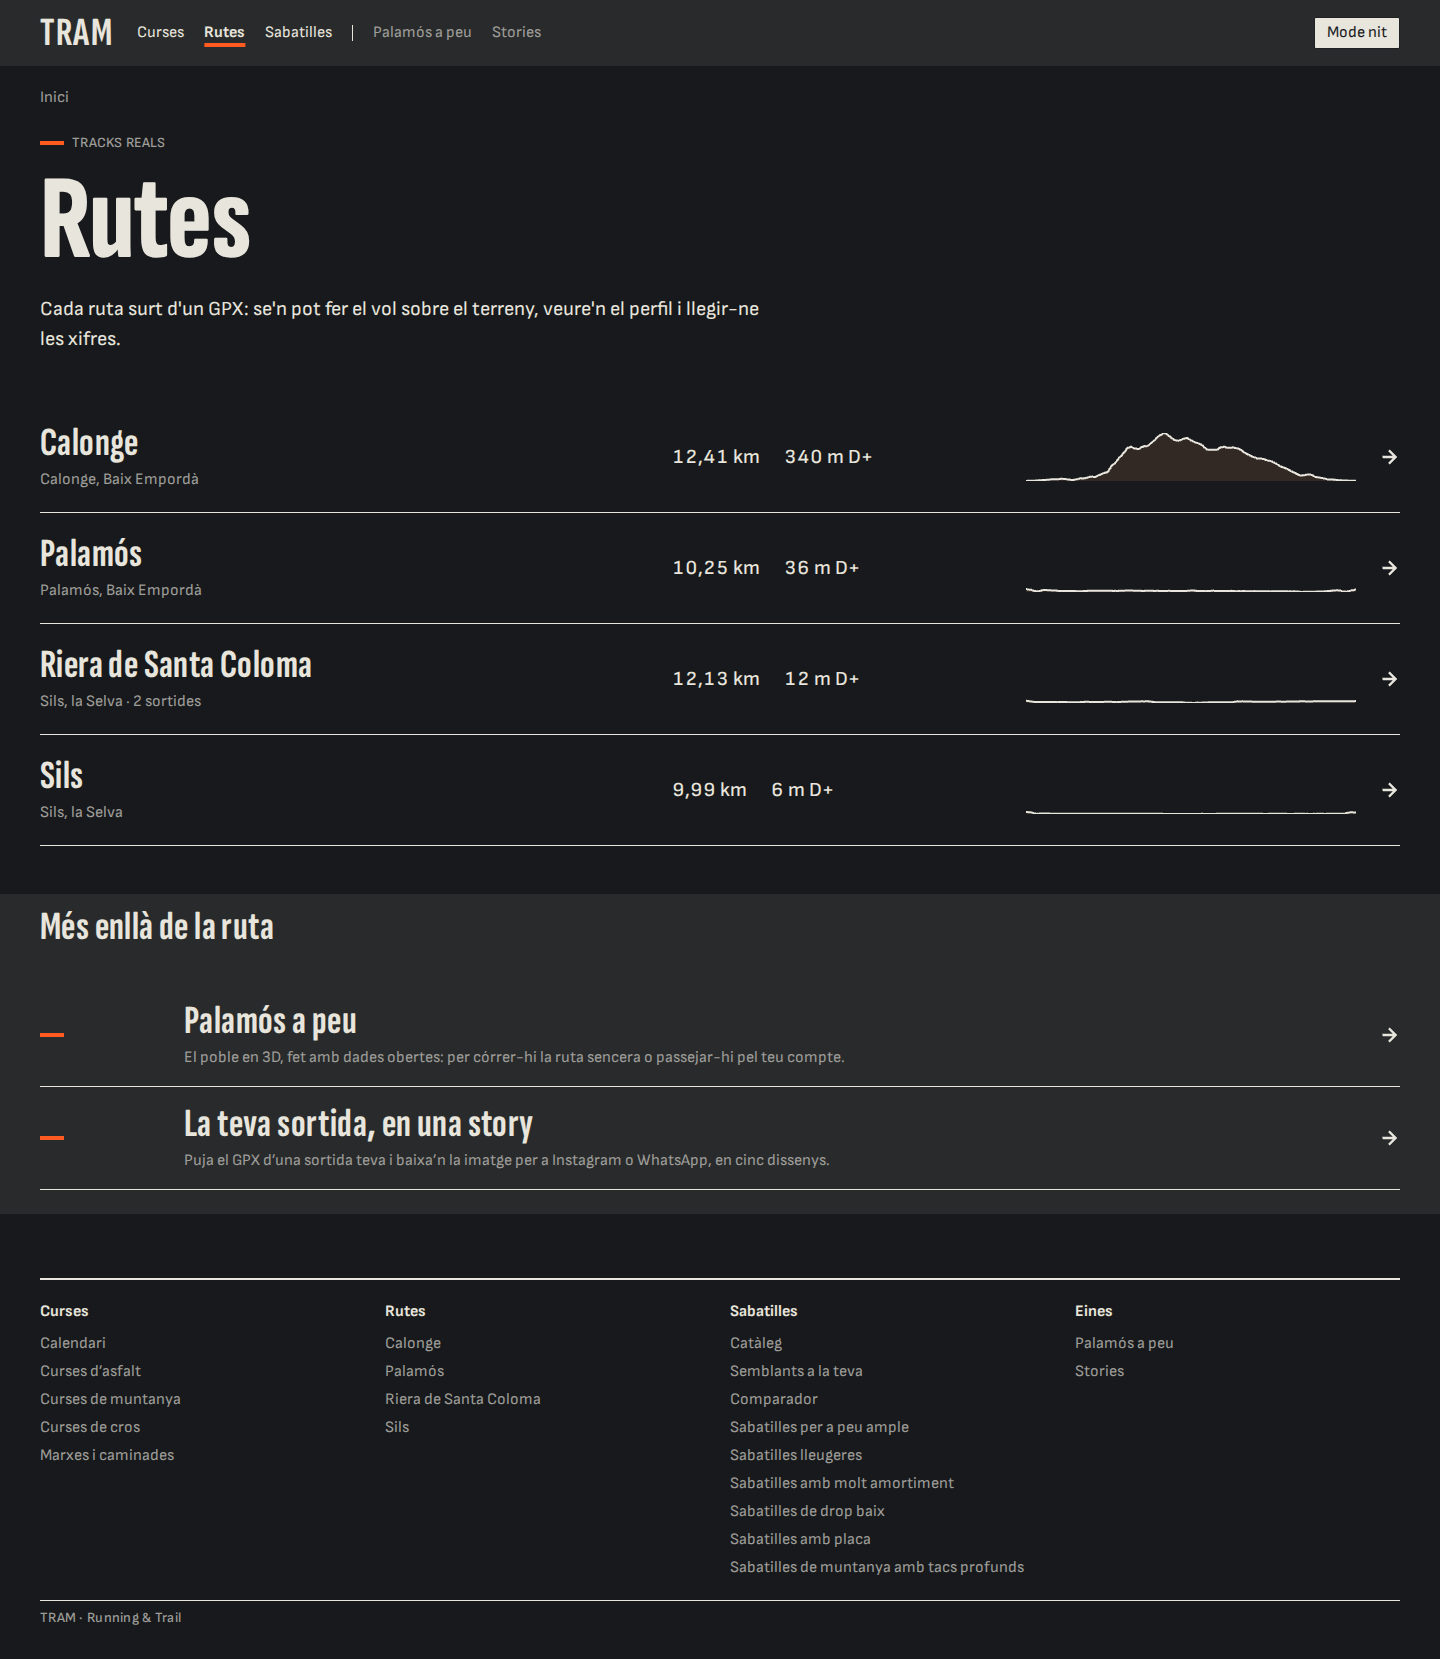 TRAM Curses Rutes Sabatilles Palamós a peu Stories Mode nit
Inici
TRACKS REALS
Rutes
Cada ruta surt d'un GPX: se'n pot fer el vol sobre el terreny, veure'n el perfil i llegir-ne
les xifres.
Calonge
Calonge, Baix Empordà
12,41 km 340 m D+
Palamós
Palamós, Baix Empordà
10,25 km 36 m D+
Riera de Santa Coloma
Sils, la Selva · 2 sortides
12,13 km 12 m D+
Sils
Sils, la Selva
9,99 km 6 m D+
Més enllà de la ruta
Palamós a peu
El poble en 3D, fet amb dades obertes: per córrer-hi la ruta sencera o passejar-hi pel teu compte.
La teva sortida, en una story
Puja el GPX d’una sortida teva i baixa’n la imatge per a Instagram o WhatsApp, en cinc dissenys.
Curses
Calendari
Curses d’asfalt
Curses de muntanya
Curses de cros
Marxes i caminades
Rutes
Calonge
Palamós
Riera de Santa Coloma
Sils
Sabatilles
Catàleg
Semblants a la teva
Comparador
Sabatilles per a peu ample
Sabatilles lleugeres
Sabatilles amb molt amortiment
Sabatilles de drop baix
Sabatilles amb placa
Sabatilles de muntanya amb tacs profunds
Eines
Palamós a peu
Stories
TRAM · Running & Trail